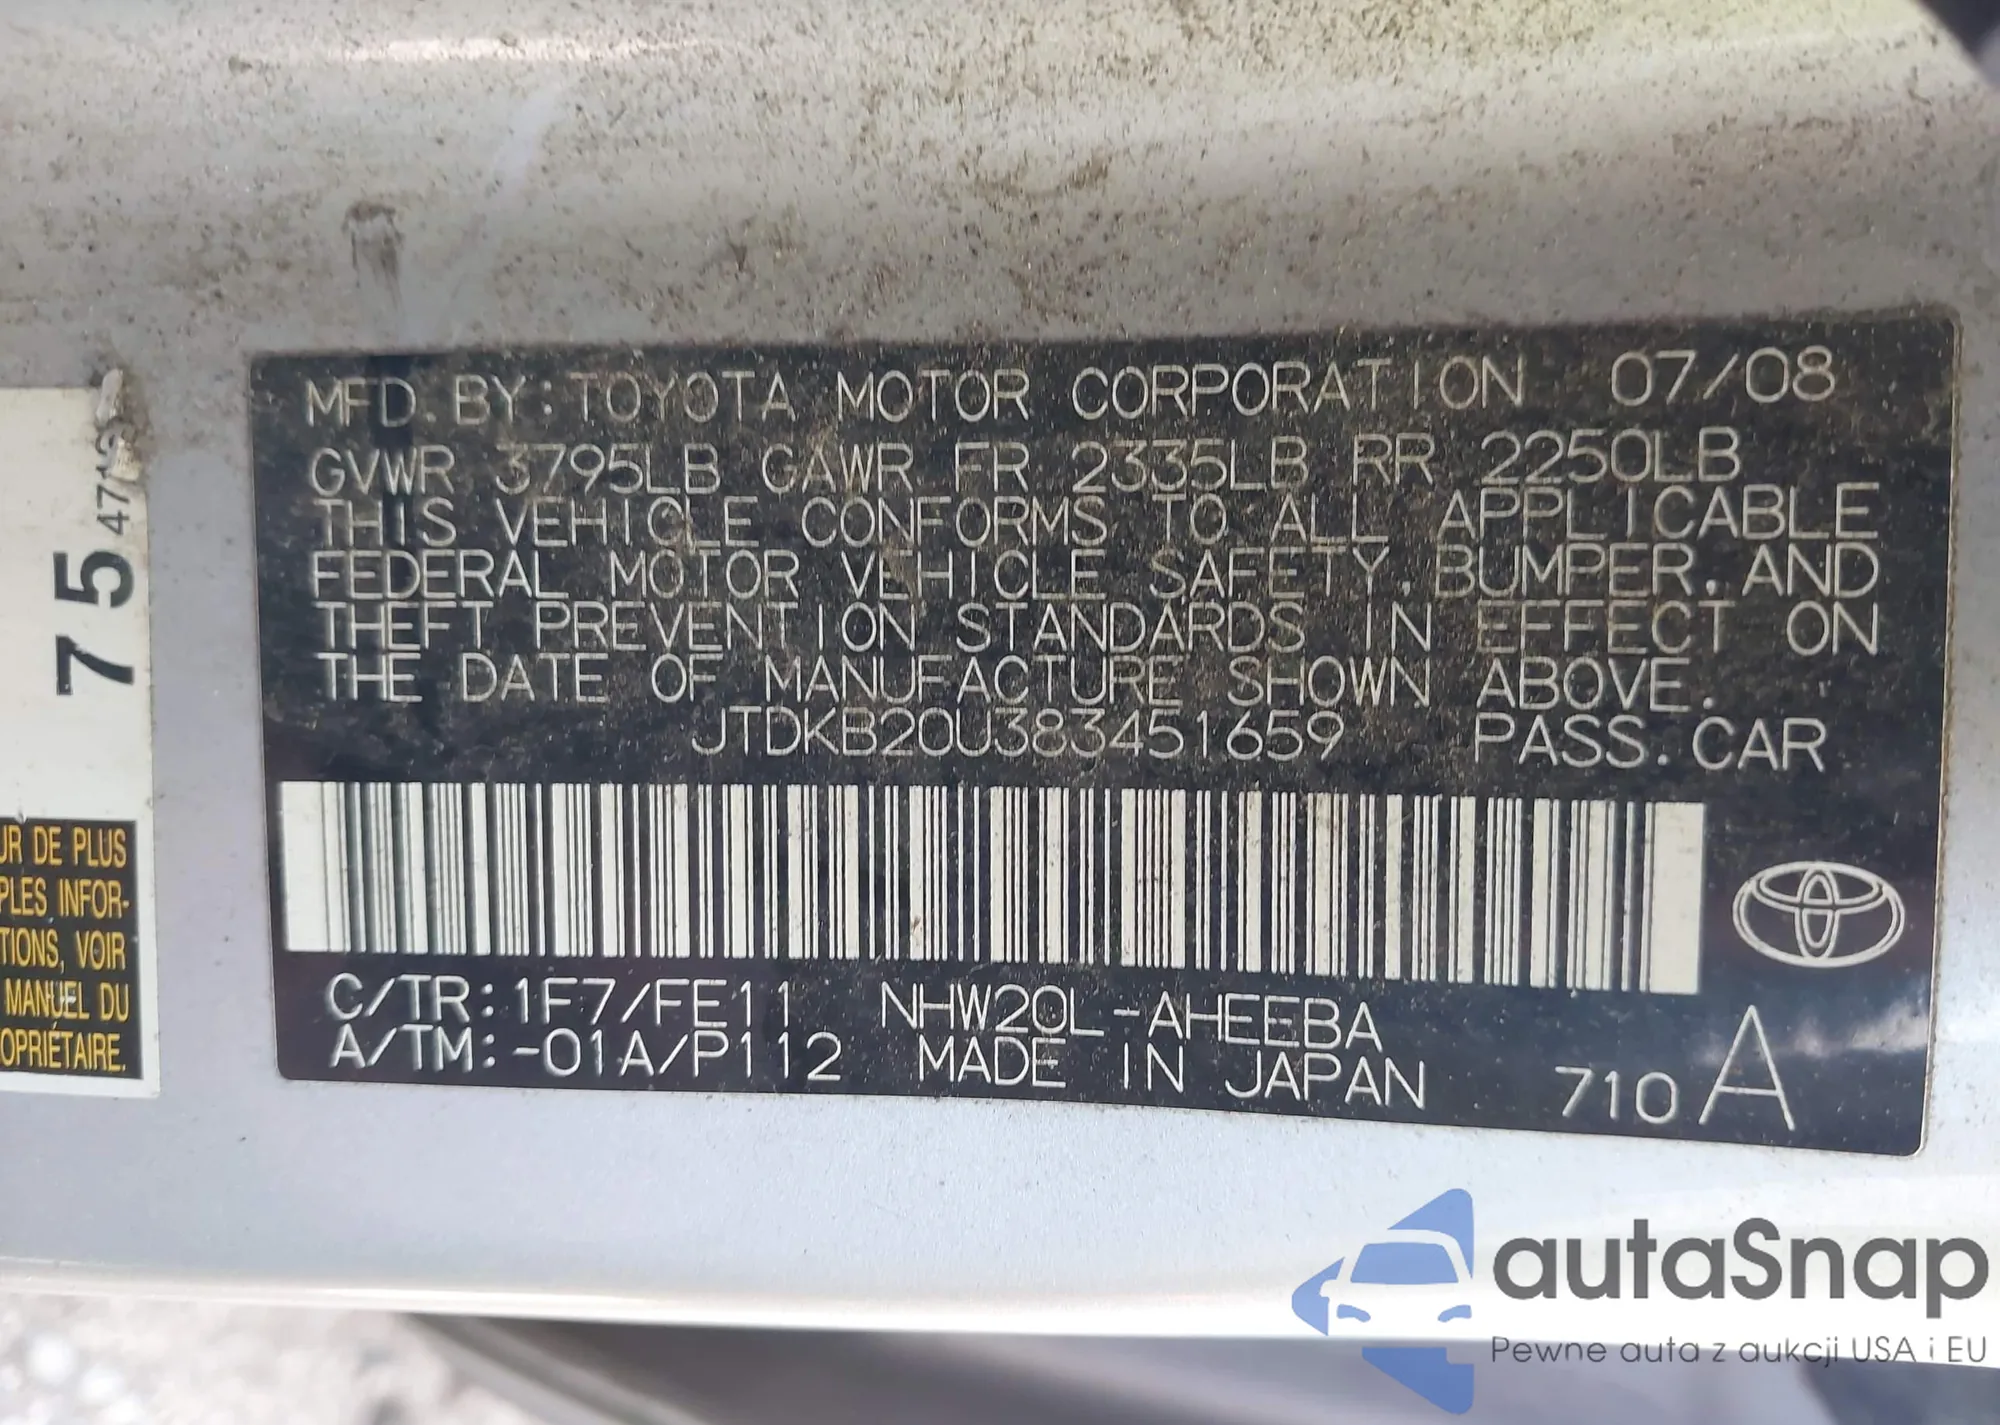 MFD. BY: TOYOTA MOTOR CORPORATION 07/08
GVWR 3795LB GAWR FR 2335LB RR 2250LB
THIS VEHICLE CONFORMS TO ALL APPLICABLE
FEDERAL MOTOR VEHICLE SAFETY, BUMPER, AND
THEFT PREVENTION STANDARDS IN EFFECT ON
THE DATE OF MANUFACTURE SHOWN ABOVE.
JTDKB20U383451659 PASS. CAR
C/TR: 1F7/FE11 NHW20L-AHEEBA
A/TM: -01A/P112 MADE IN JAPAN 710 A
75
UR DE PLUS
PLES INFOR-
TIONS, VOIR
MANUEL DU
OPRIÉTAIRE.
autaSnap
Pewne auta z aukcji USA i EU